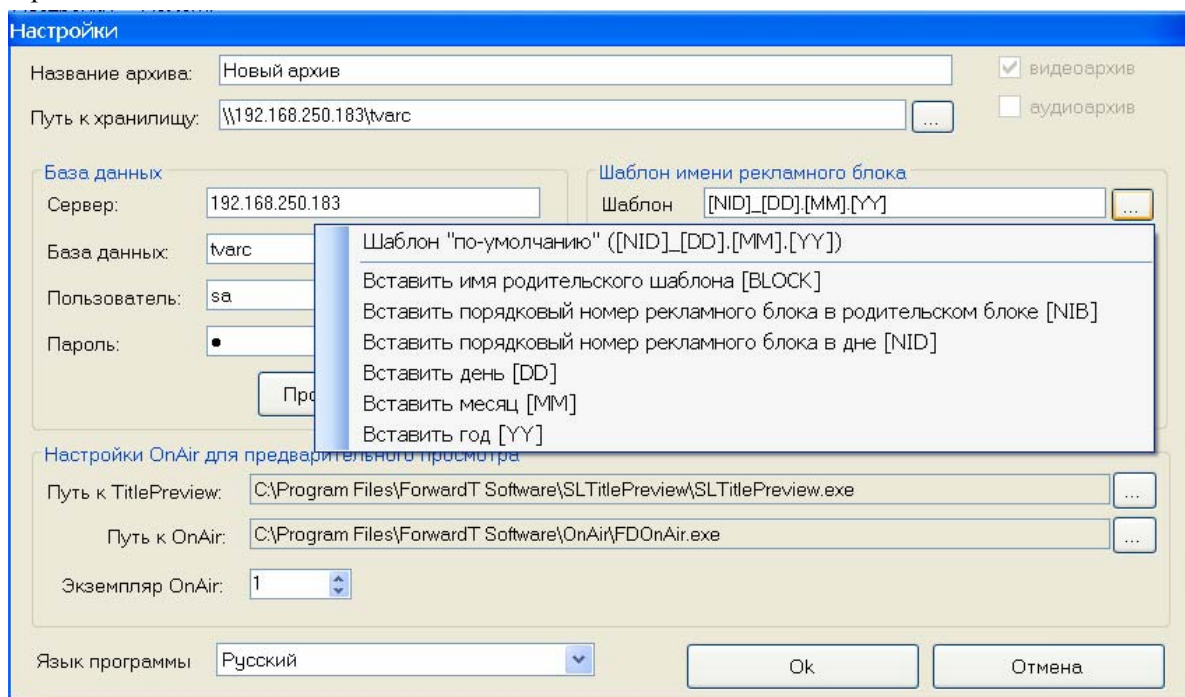 Настройки
Название архива: Новый архив видеоархив
Путь к хранилищу: \\192.168.250.183\tvarc ... аудиоархив
База данных Шаблон имени рекламного блока
Сервер: 192.168.250.183 Шаблон [NID]_[DD].[MM].[YY] ...
Шаблон "по-умолчанию" ([NID]_[DD].[MM].[YY])
База данных: tvarc
Вставить имя родительского шаблона [BLOCK]
Пользователь: sa
Вставить порядковый номер рекламного блока в родительском блоке [NIB]
Пароль: ●
Вставить порядковый номер рекламного блока в дне [NID]
Вставить день [DD]
Вставить месяц [MM]
Вставить год [YY]
Настройки OnAir для предварительного просмотра
Путь к TitlePreview: C:\Program Files\ForwardT Software\SLTitlePreview\SLTitlePreview.exe ...
Путь к OnAir: C:\Program Files\ForwardT Software\OnAir\FDOnAir.exe ...
Экземпляр OnAir: 1
Язык программы Русский Ok Отмена